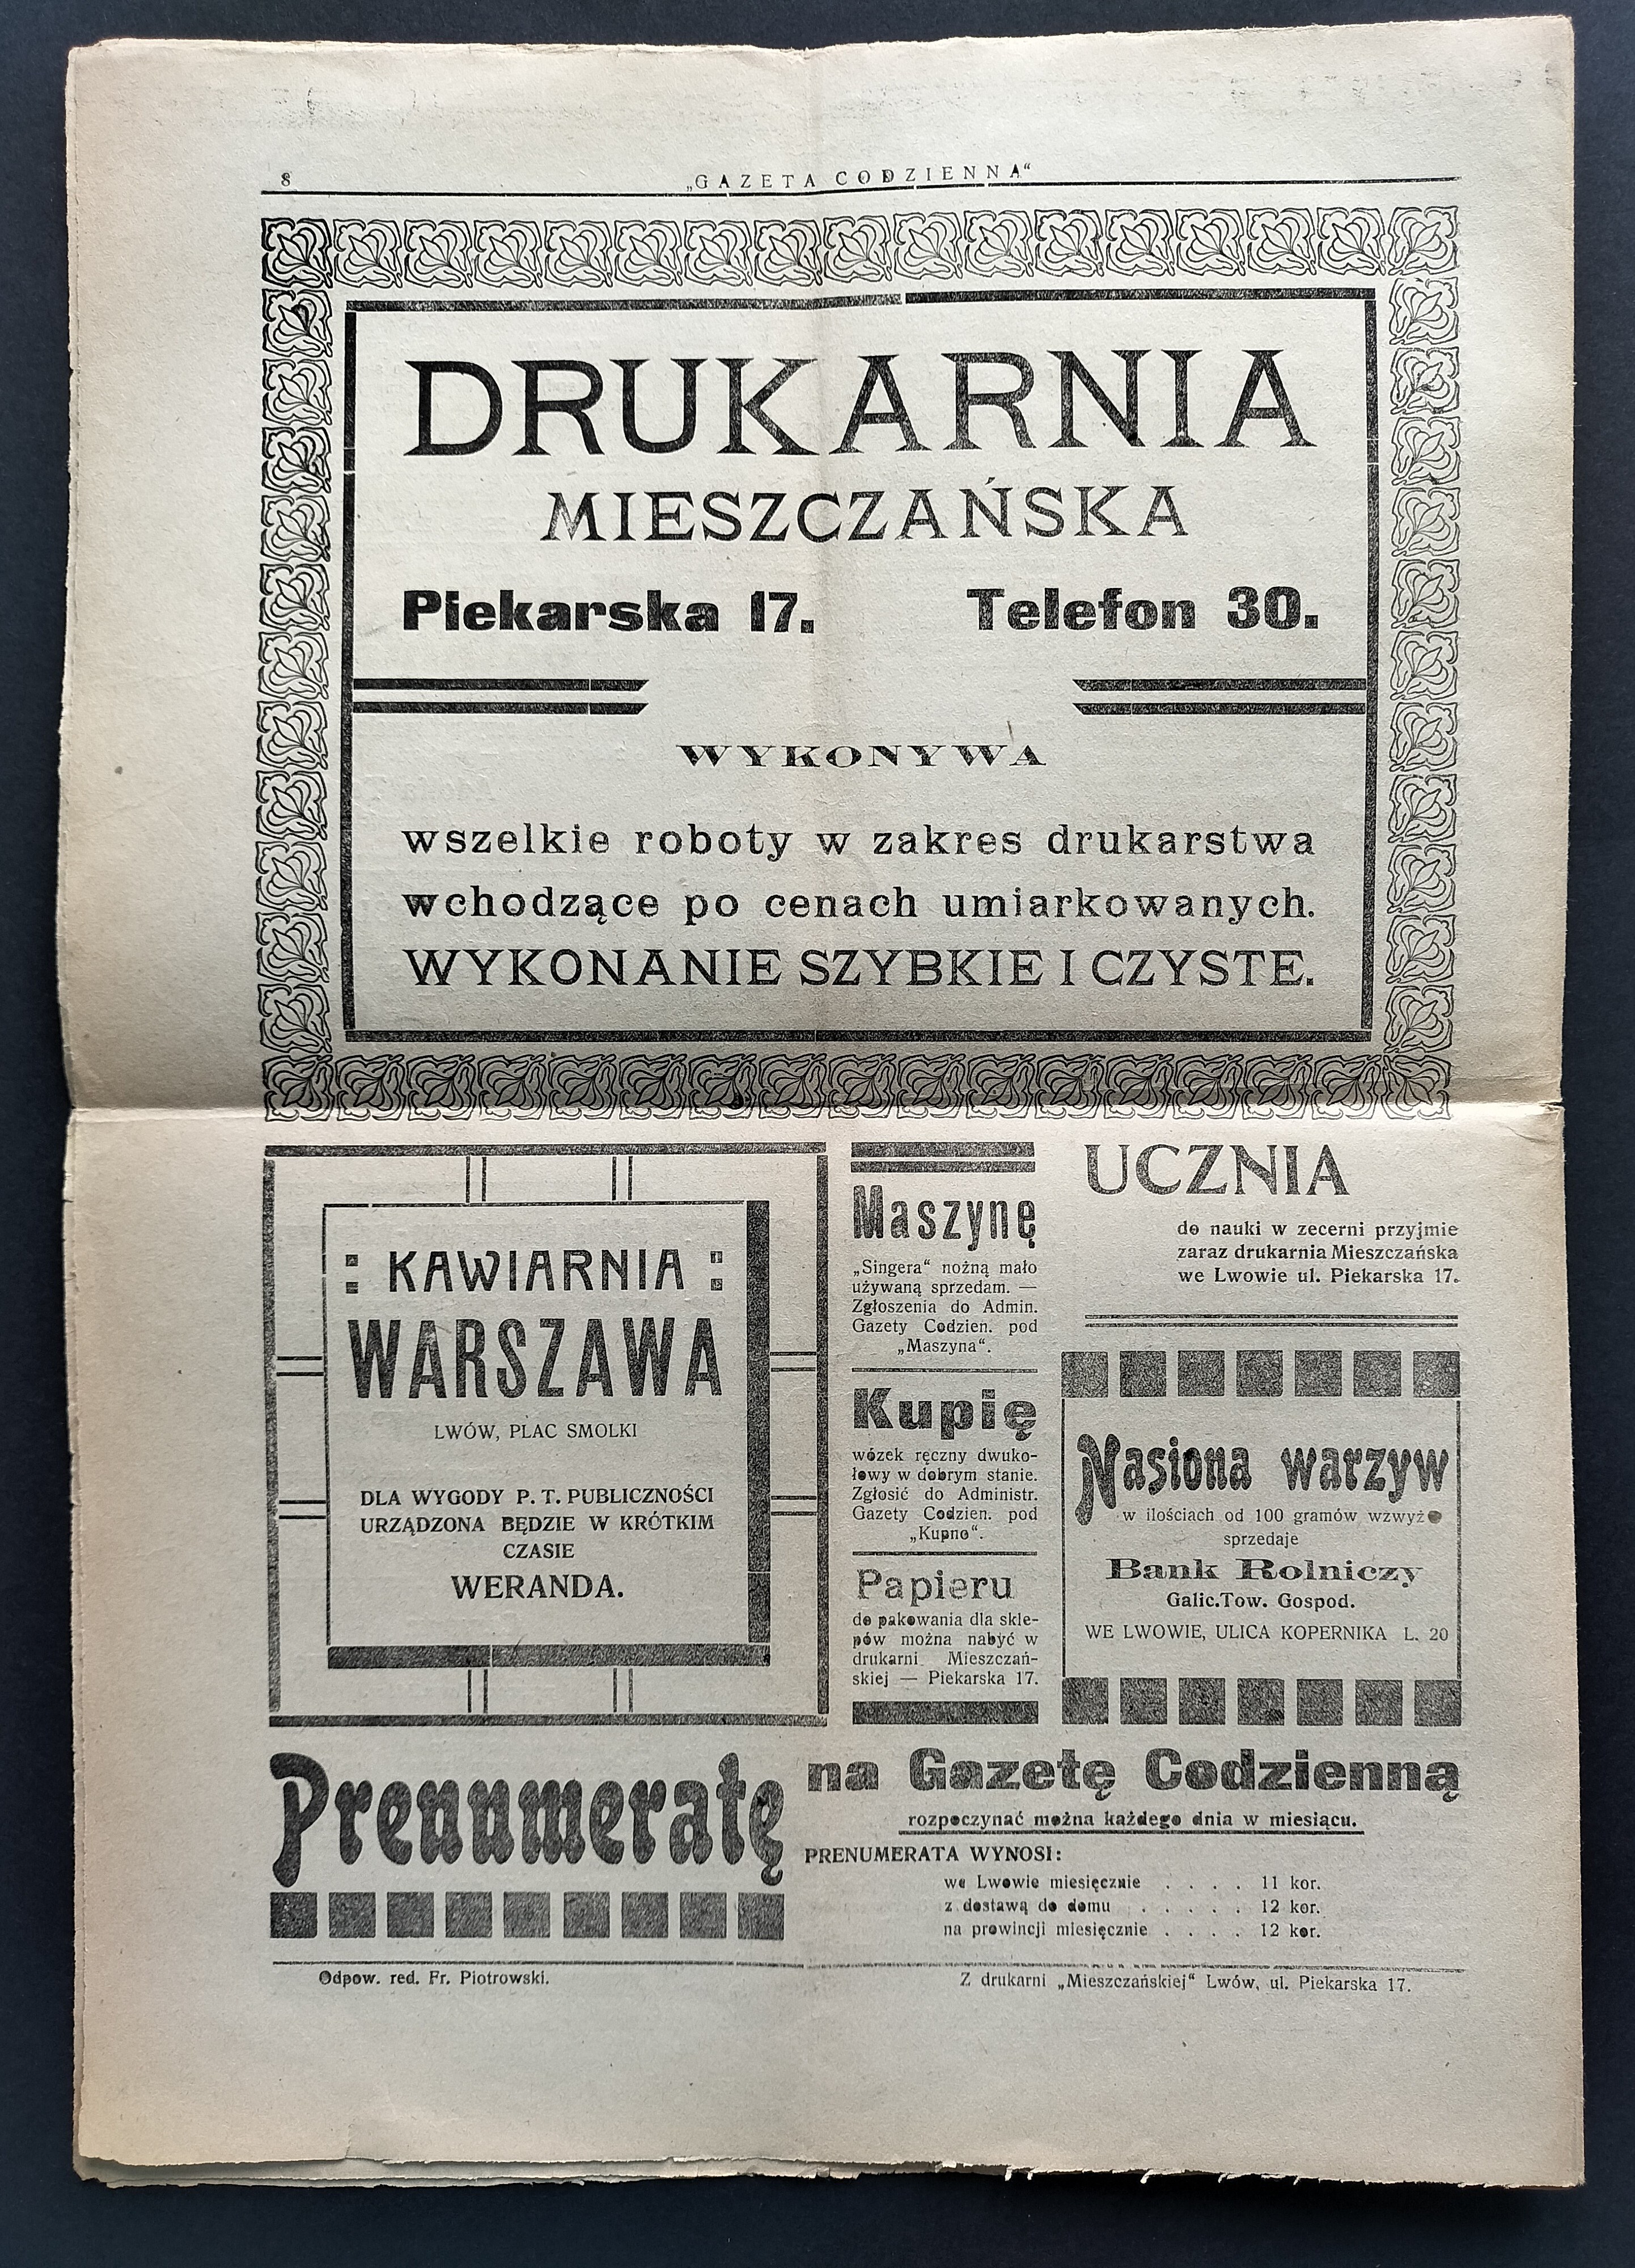 8
„GAZETA CODZIENNA“
DRUKARNIA
MIESZCZAŃSKA
Piekarska 17. Telefon 30.
WYKONYWA
wszelkie roboty w zakres drukarstwa
wchodzące po cenach umiarkowanych.
WYKONANIE SZYBKIE I CZYSTE.
: KAWIARNIA :
WARSZAWA
LWÓW, PLAC SMOLKI
DLA WYGODY P. T. PUBLICZNOŚCI
URZĄDZONA BĘDZIE W KRÓTKIM
CZASIE
WERANDA.
Maszynę
„Singera“ nożną mało
używaną sprzedam. —
Zgłoszenia do Admin.
Gazety Codzien. pod
„Maszyna“.
Kupię
wózek ręczny dwuko-
łowy w dobrym stanie.
Zgłosić do Administr.
Gazety Codzien. pod
„Kupno“.
Papieru
do pakowania dla skle-
pów można nabyć w
drukarni Mieszczań-
skiej — Piekarska 17.
UCZNIA
do nauki w zecerni przyjmie
zaraz drukarnia Mieszczańska
we Lwowie ul. Piekarska 17.
Nasiona warzyw
w ilościach od 100 gramów wzwyż
sprzedaje
Bank Rolniczy
Galic.Tow. Gospod.
WE LWOWIE, ULICA KOPERNIKA L. 20
Prenumeratę na Gazetę Codzienną
rozpoczynać można każdego dnia w miesiącu.
PRENUMERATA WYNOSI:
we Lwowie miesięcznie . . . . 11 kor.
z dostawą do domu . . . . . 12 kor.
na prowincji miesięcznie . . . . 12 kor.
Odpow. red. Fr. Piotrowski.
Z drukarni „Mieszczańskiej“ Lwów, ul. Piekarska 17.